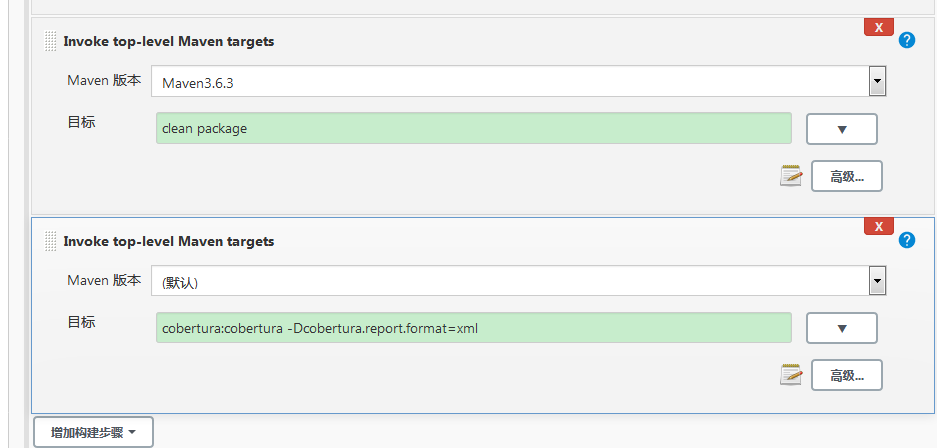 Invoke top-level Maven targets
X
?
Maven 版本
Maven3.6.3
目标
clean package
高级...
Invoke top-level Maven targets
X
?
Maven 版本
(默认)
目标
cobertura:cobertura -Dcobertura.report.format=xml
高级...
增加构建步骤